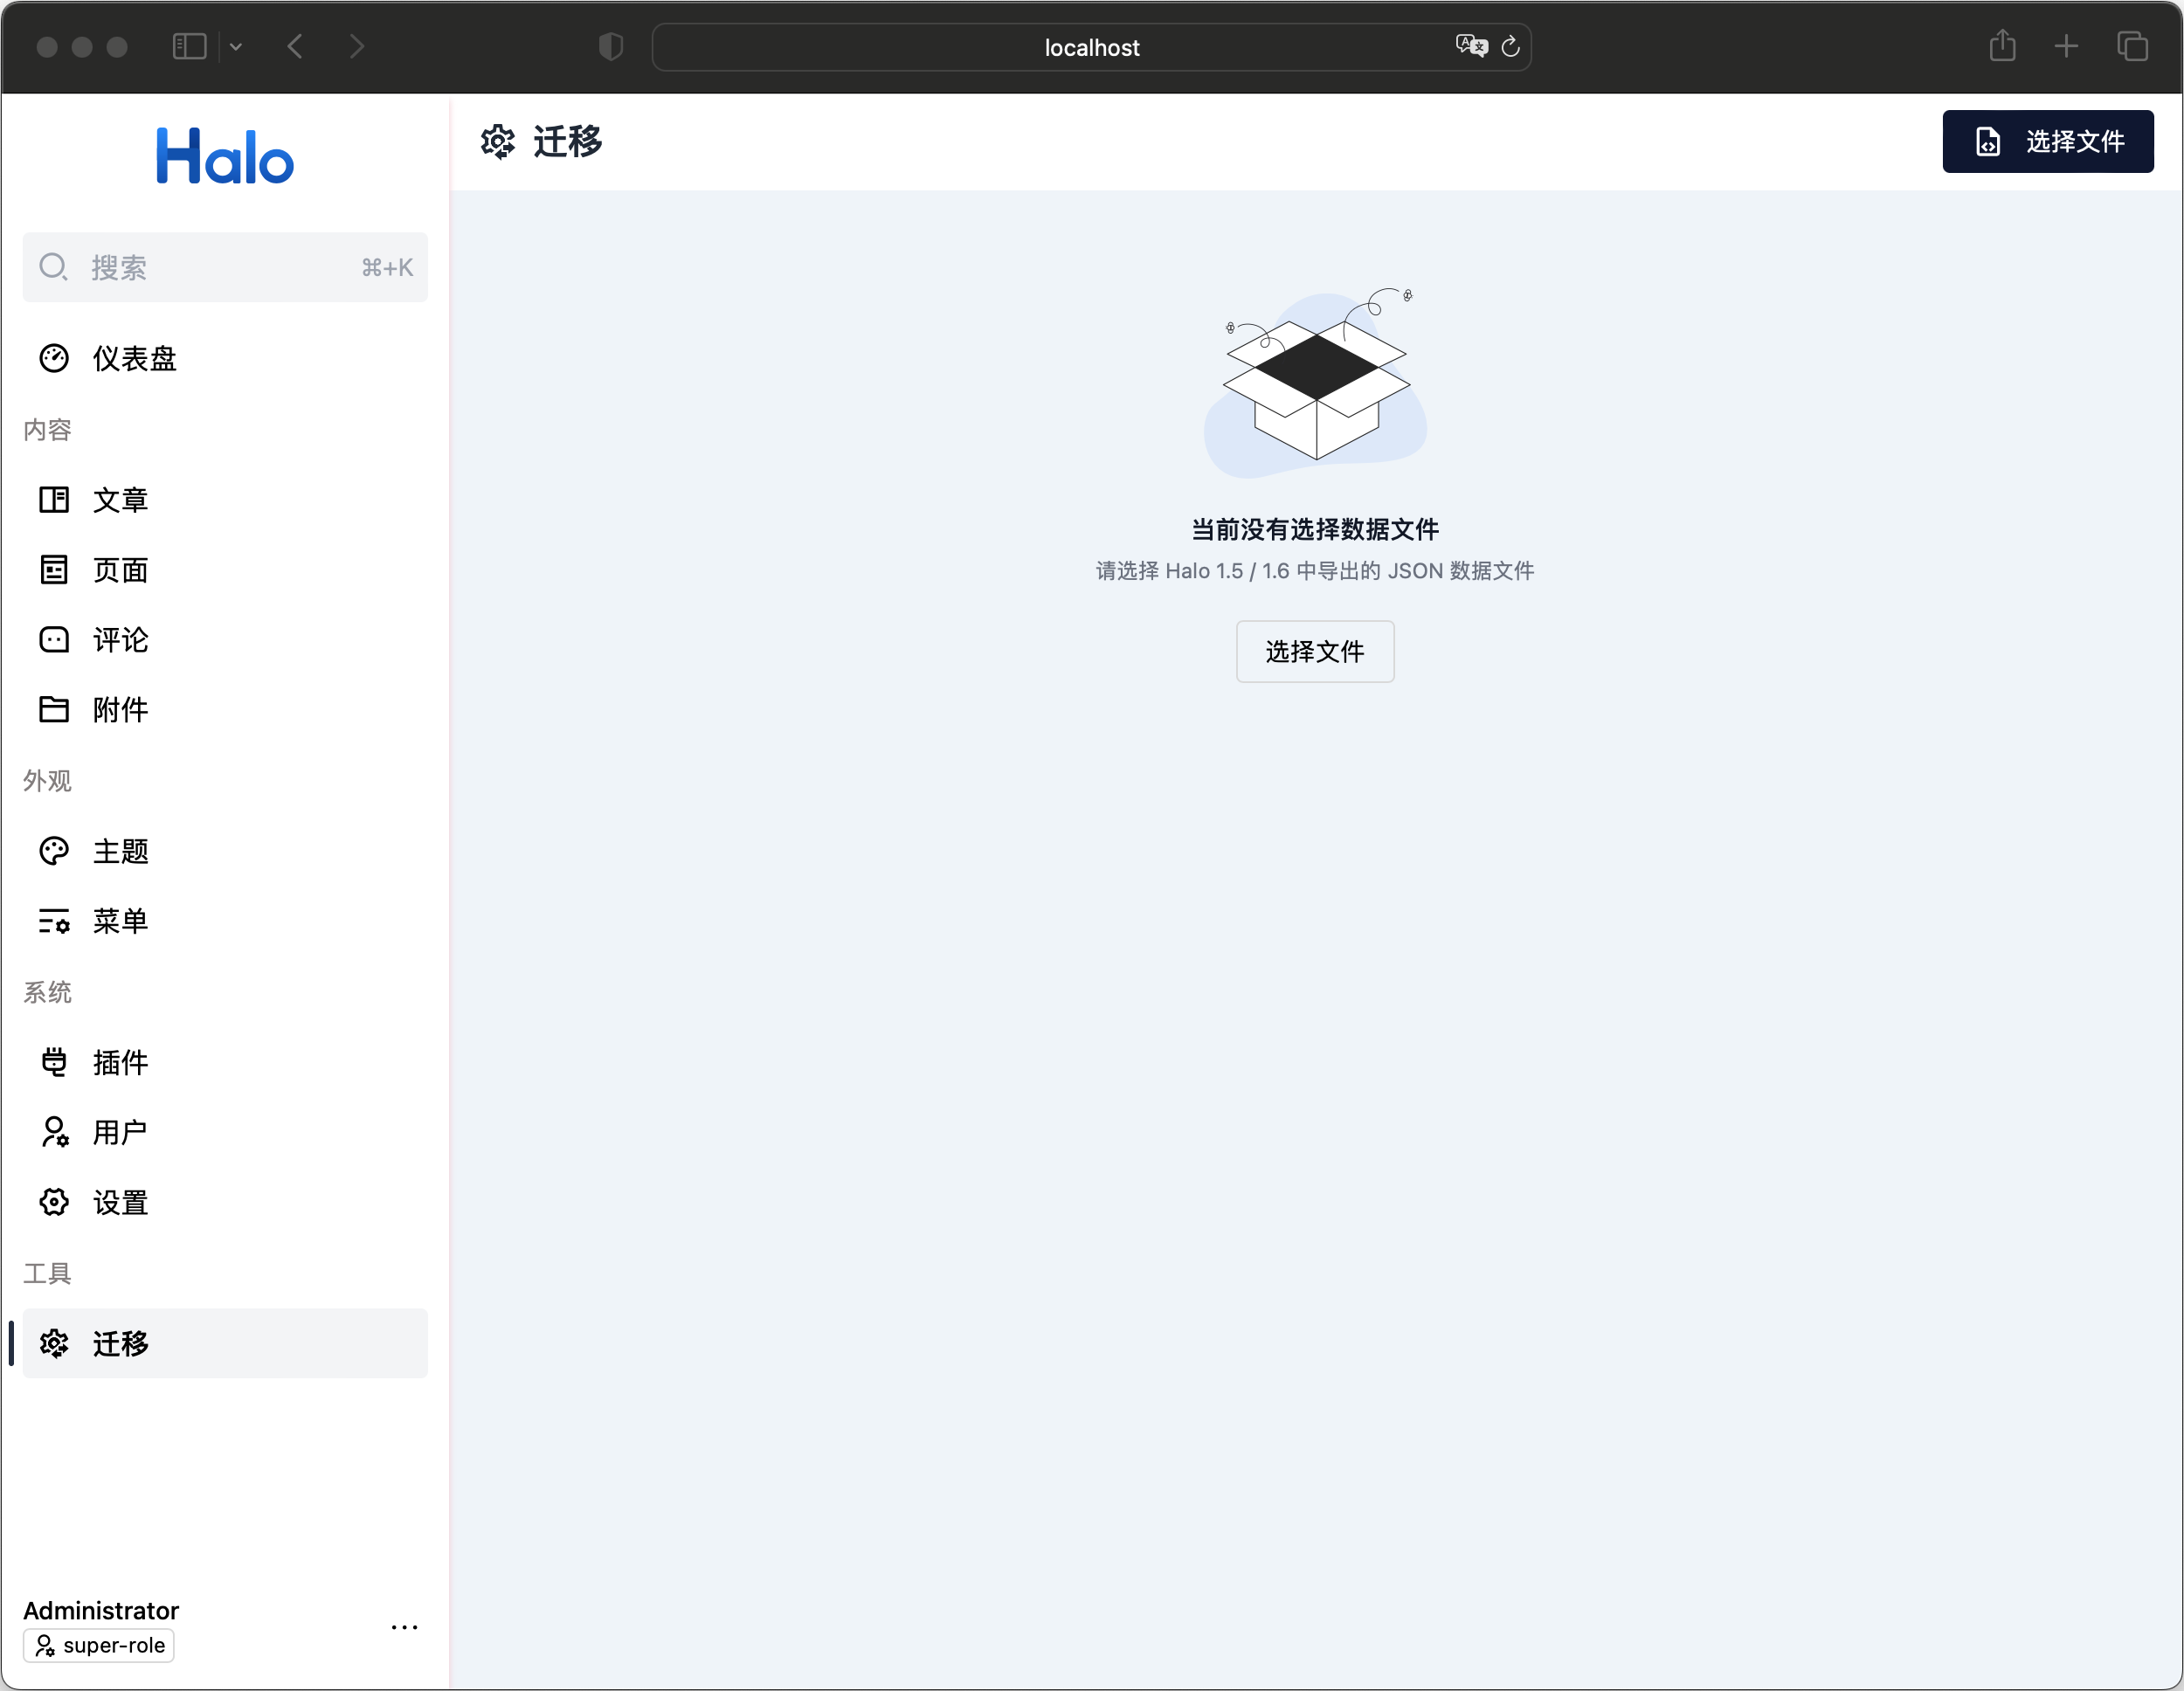 localhost
Halo
迁移
选择文件
搜索
⌘+K
仪表盘
内容
文章
页面
评论
附件
外观
主题
菜单
系统
插件
用户
设置
工具
迁移
Administrator
super-role
当前没有选择数据文件
请选择 Halo 1.5 / 1.6 中导出的 JSON 数据文件
选择文件